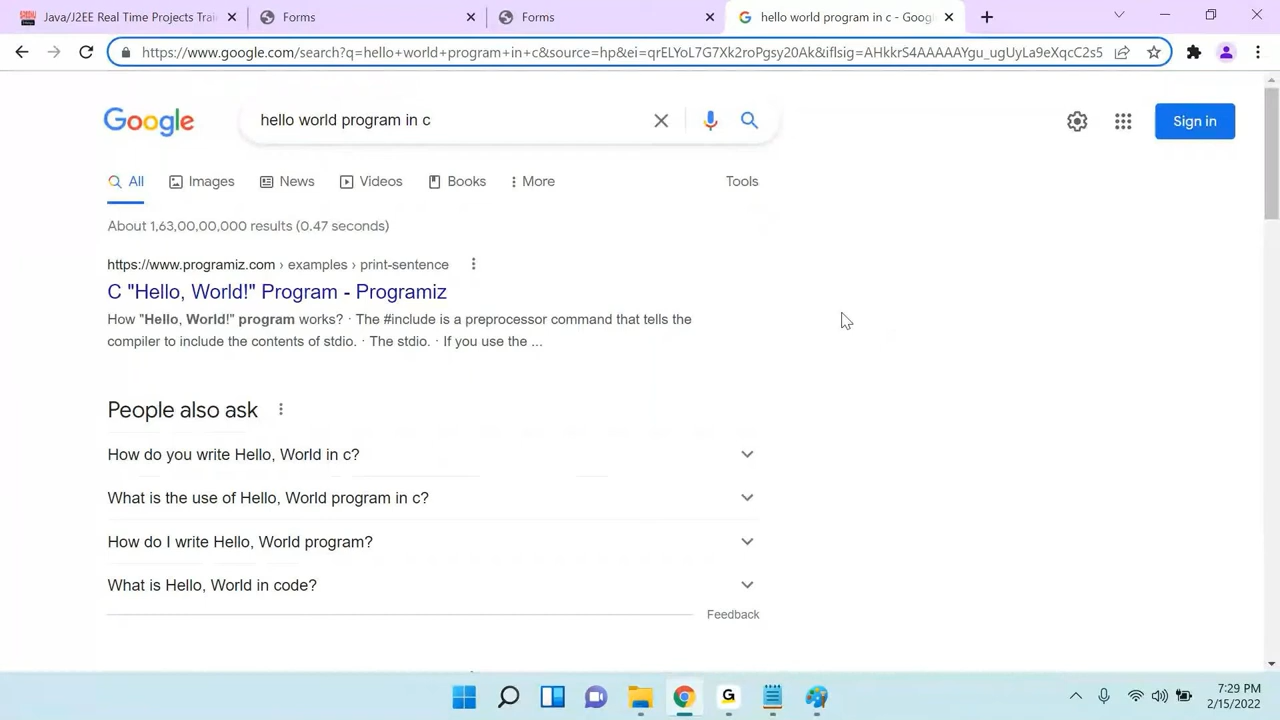 Java/J2EE Real Time Projects Trai
Forms
Forms
hello world program in c - Goog
https://www.google.com/search?q=hello+world+program+in+c&source=hp&ei=qrELYoL7G7Xk2roPgsy20Ak&iflsig=AHkkrS4AAAAAYgu_ugUyLa9eXqcC2s5
Google
hello world program in c
Sign in
All
Images
News
Videos
Books
More
Tools
About 1,63,00,00,000 results (0.47 seconds)
https://www.programiz.com › examples › print-sentence
C "Hello, World!" Program - Programiz
How "Hello, World!" program works? · The #include is a preprocessor command that tells the
compiler to include the contents of stdio. · The stdio. · If you use the ...
People also ask
How do you write Hello, World in c?
What is the use of Hello, World program in c?
How do I write Hello, World program?
What is Hello, World in code?
Feedback
7:29 PM
2/15/2022